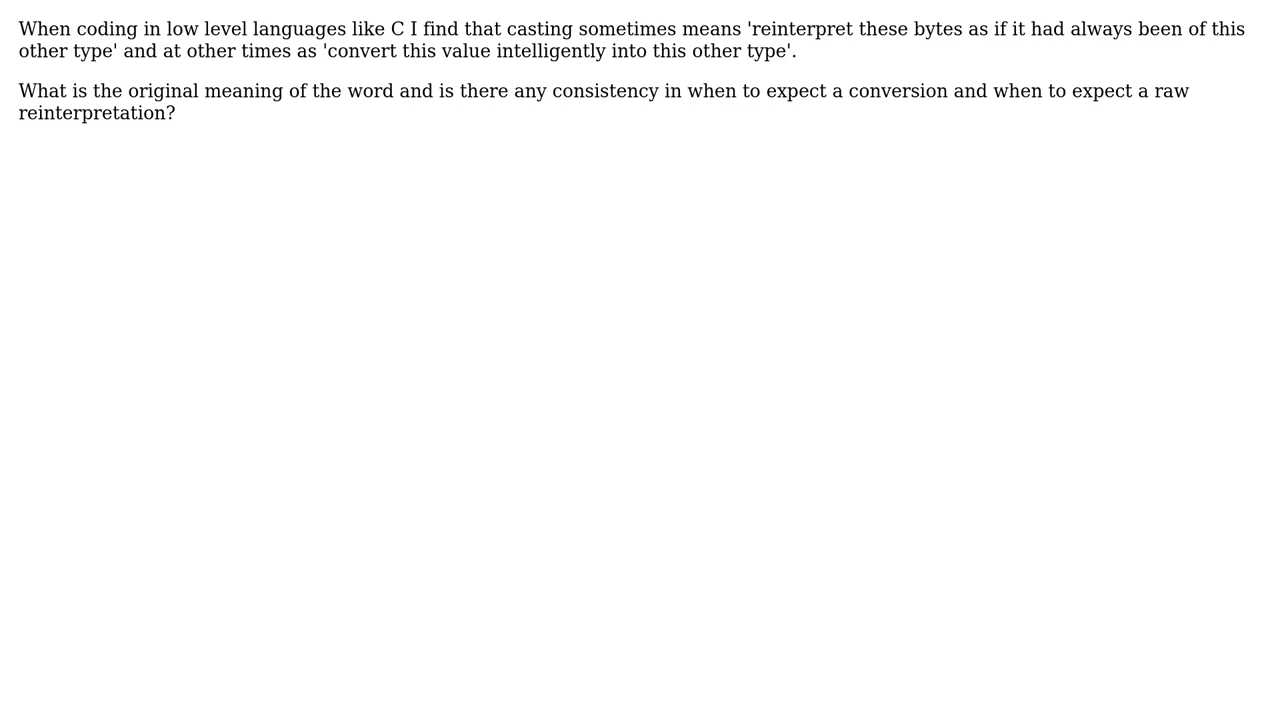 When coding in low level languages like C I find that casting sometimes means 'reinterpret these bytes as if it had always been of this
other type' and at other times as 'convert this value intelligently into this other type'.
What is the original meaning of the word and is there any consistency in when to expect a conversion and when to expect a raw
reinterpretation?